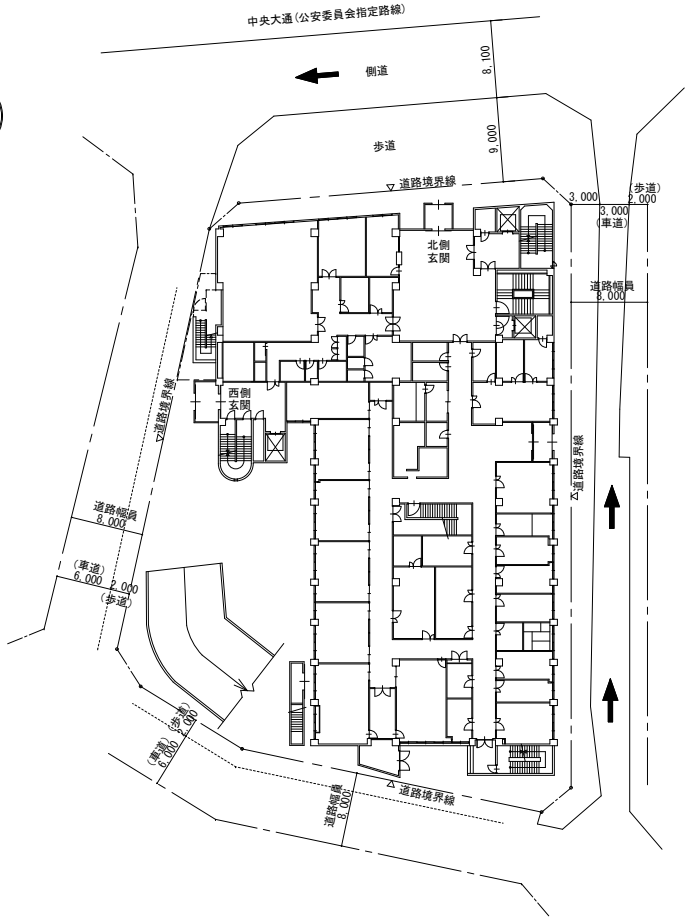 中央大通(公安委員会指定路線)
側道
8,100
歩道
9,000
道路境界線
3,000
(歩道)
2,000
3,000
(車道)
北側
玄関
道路幅員
8,000
西側
玄関
道路境界線
道路境界線
道路幅員
8,000
(車道)
6,000
2,000
(歩道)
(車道)
6,000
(歩道)
2,000
道路幅員
8,000
道路境界線